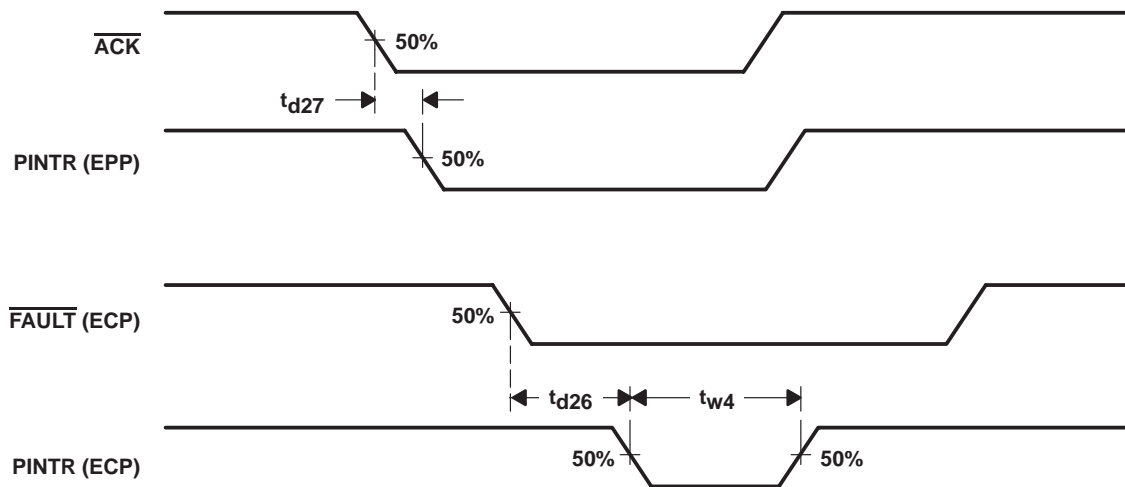 ACK
50%
td27
PINTR (EPP)
50%
FAULT (ECP)
50%
td26
tw4
PINTR (ECP)
50%
50%